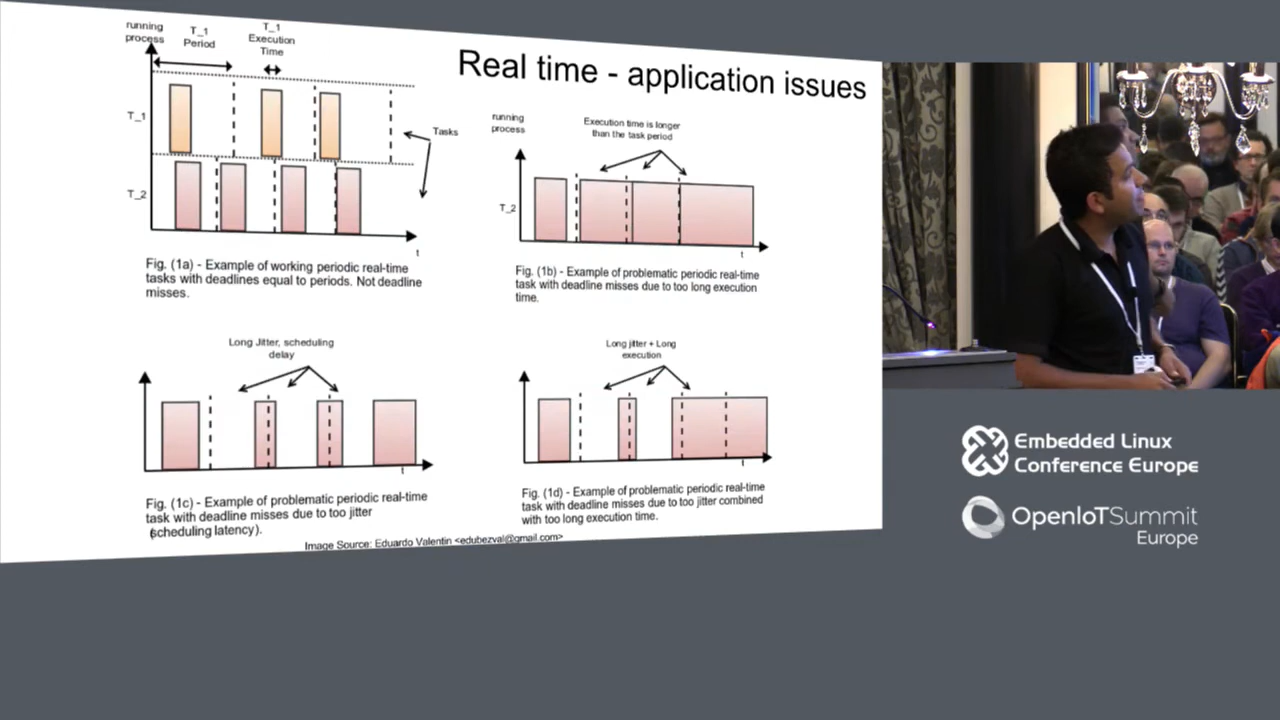 Real time - application issues
running
process
T_1
Period
T_1
Execution
Time
T_1
T_2
Tasks
t
Fig. (1a) - Example of working periodic real-time
tasks with deadlines equal to periods. Not deadline
misses.
running
process
Execution time is longer
than the task period
T_2
t
Fig. (1b) - Example of problematic periodic real-time
task with deadline misses due to too long execution
time.
Long Jitter, scheduling
delay
t
Fig. (1c) - Example of problematic periodic real-time
task with deadline misses due to too jitter
(scheduling latency).
Long jitter + Long
execution
t
Fig. (1d) - Example of problematic periodic real-time
task with deadline misses due to too jitter combined
with too long execution time.
Image Source: Eduardo Valentin <edubezval@gmail.com>
Embedded Linux
Conference Europe
OpenIoTSummit
Europe